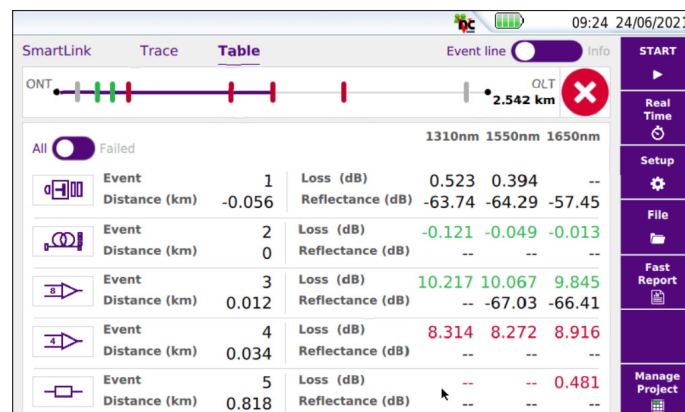 09:24 24/06/2021
SmartLink Trace Table Event line Info START
ONT OLT
2.542 km
Real
Time
All Failed 1310nm 1550nm 1650nm
Setup
Event 1 Loss (dB) 0.523 0.394 --
Distance (km) -0.056 Reflectance (dB) -63.74 -64.29 -57.45
File
Event 2 Loss (dB) -0.121 -0.049 -0.013
Distance (km) 0 Reflectance (dB) -- -- --
Fast
Report
8 Event 3 Loss (dB) 10.217 10.067 9.845
Distance (km) 0.012 Reflectance (dB) -- -67.03 -66.41
4 Event 4 Loss (dB) 8.314 8.272 8.916
Distance (km) 0.034 Reflectance (dB) -- -- --
Event 5 Loss (dB) -- -- 0.481
Distance (km) 0.818 Reflectance (dB) -- -- --
Manage
Project